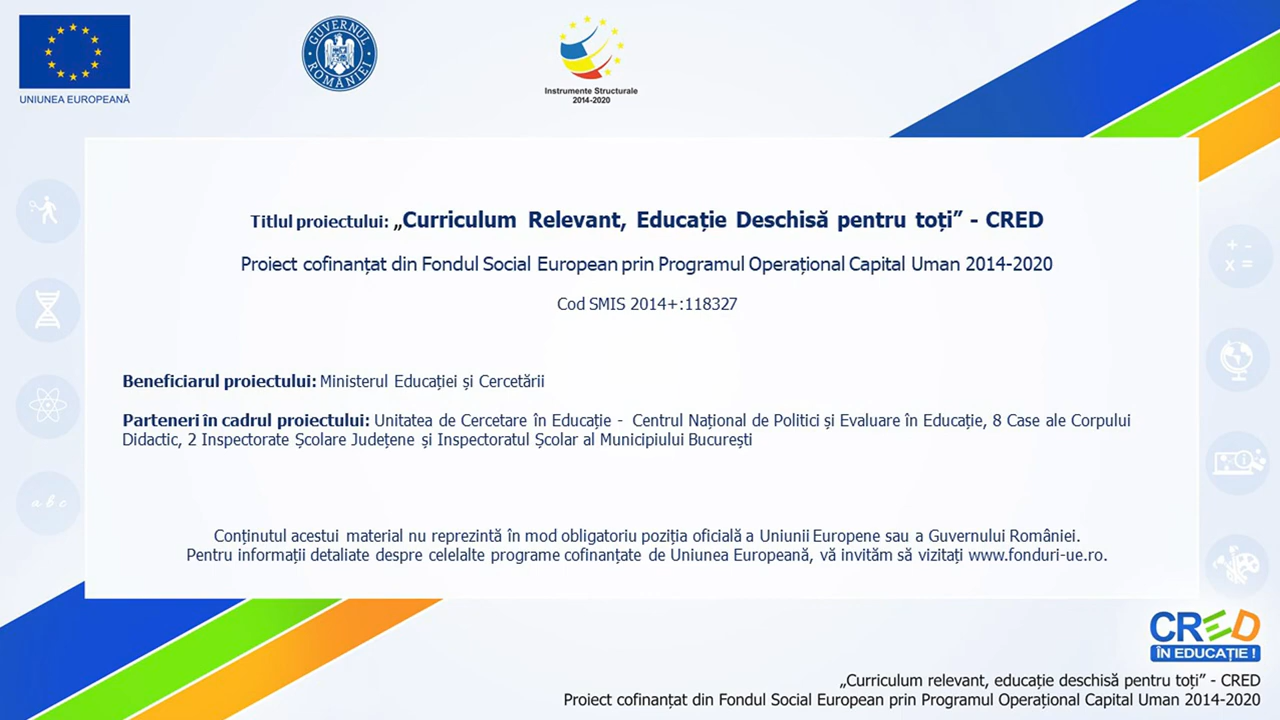 UNIUNEA EUROPEANĂ
GUVERNUL ROMÂNIEI
Instrumente Structurale
2014-2020
Titlul proiectului: „Curriculum Relevant, Educație Deschisă pentru toți” - CRED
Proiect cofinanțat din Fondul Social European prin Programul Operațional Capital Uman 2014-2020
Cod SMIS 2014+:118327
Beneficiarul proiectului: Ministerul Educației și Cercetării
Parteneri în cadrul proiectului: Unitatea de Cercetare în Educație - Centrul Național de Politici și Evaluare în Educație, 8 Case ale Corpului
Didactic, 2 Inspectorate Școlare Județene și Inspectoratul Școlar al Municipiului București
a b c
+ -
x =
Conținutul acestui material nu reprezintă în mod obligatoriu poziția oficială a Uniunii Europene sau a Guvernului României.
Pentru informații detaliate despre celelalte programe cofinanțate de Uniunea Europeană, vă invităm să vizitați www.fonduri-ue.ro.
CRED
ÎN EDUCAȚIE !
„Curriculum relevant, educație deschisă pentru toți” - CRED
Proiect cofinanțat din Fondul Social European prin Programul Operațional Capital Uman 2014-2020